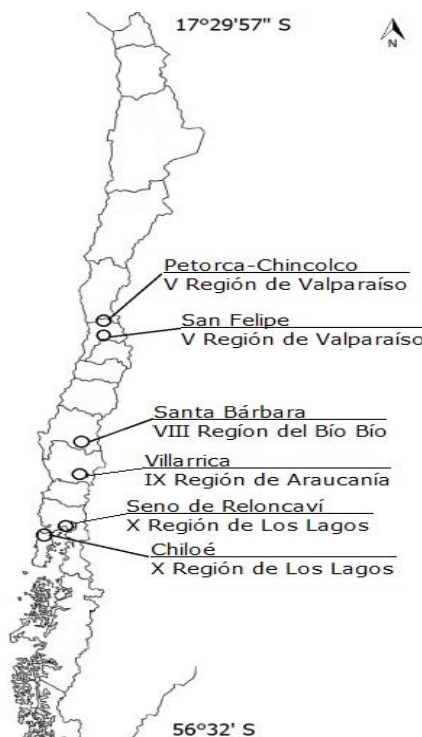 17°29'57" S
N
Petorca-Chincolco
V Región de Valparaíso
San Felipe
V Región de Valparaíso
Santa Bárbara
VIII Regíon del Bío Bío
Villarrica
IX Región de Araucanía
Seno de Reloncaví
X Región de Los Lagos
Chiloé
X Región de Los Lagos
56°32' S